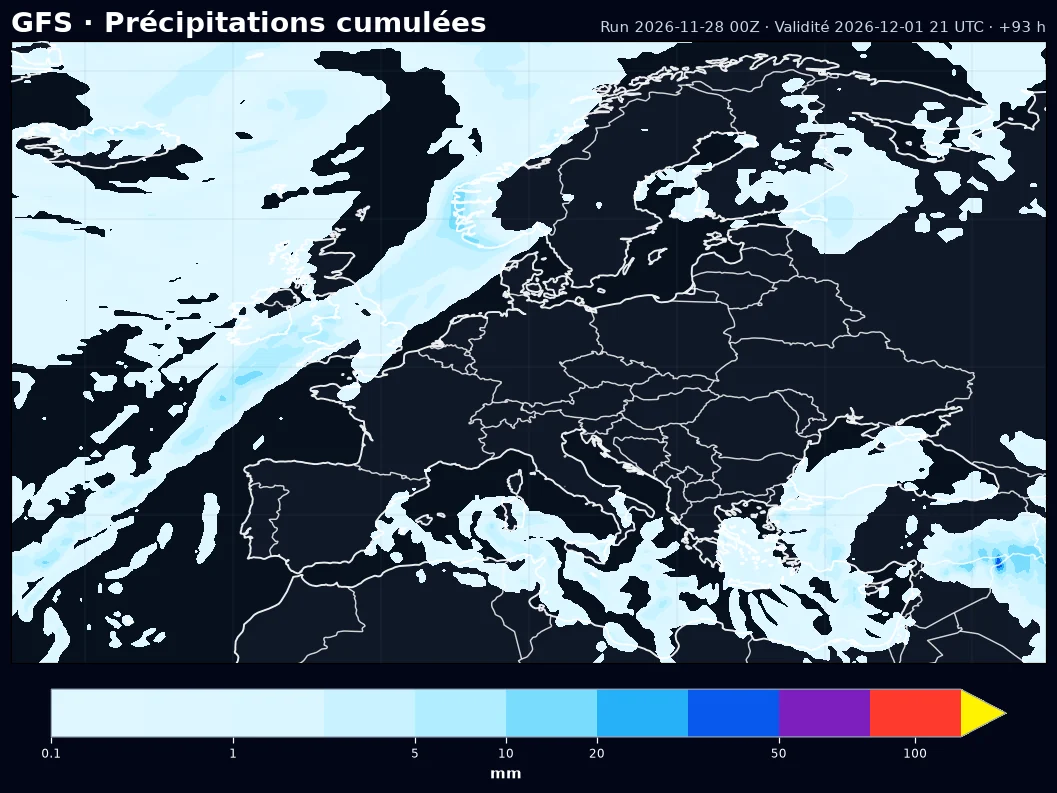 GFS · Précipitations cumulées
Run 2026-11-28 00Z · Validité 2026-12-01 21 UTC · +93 h
0.1 1 5 10 20 50 100
mm